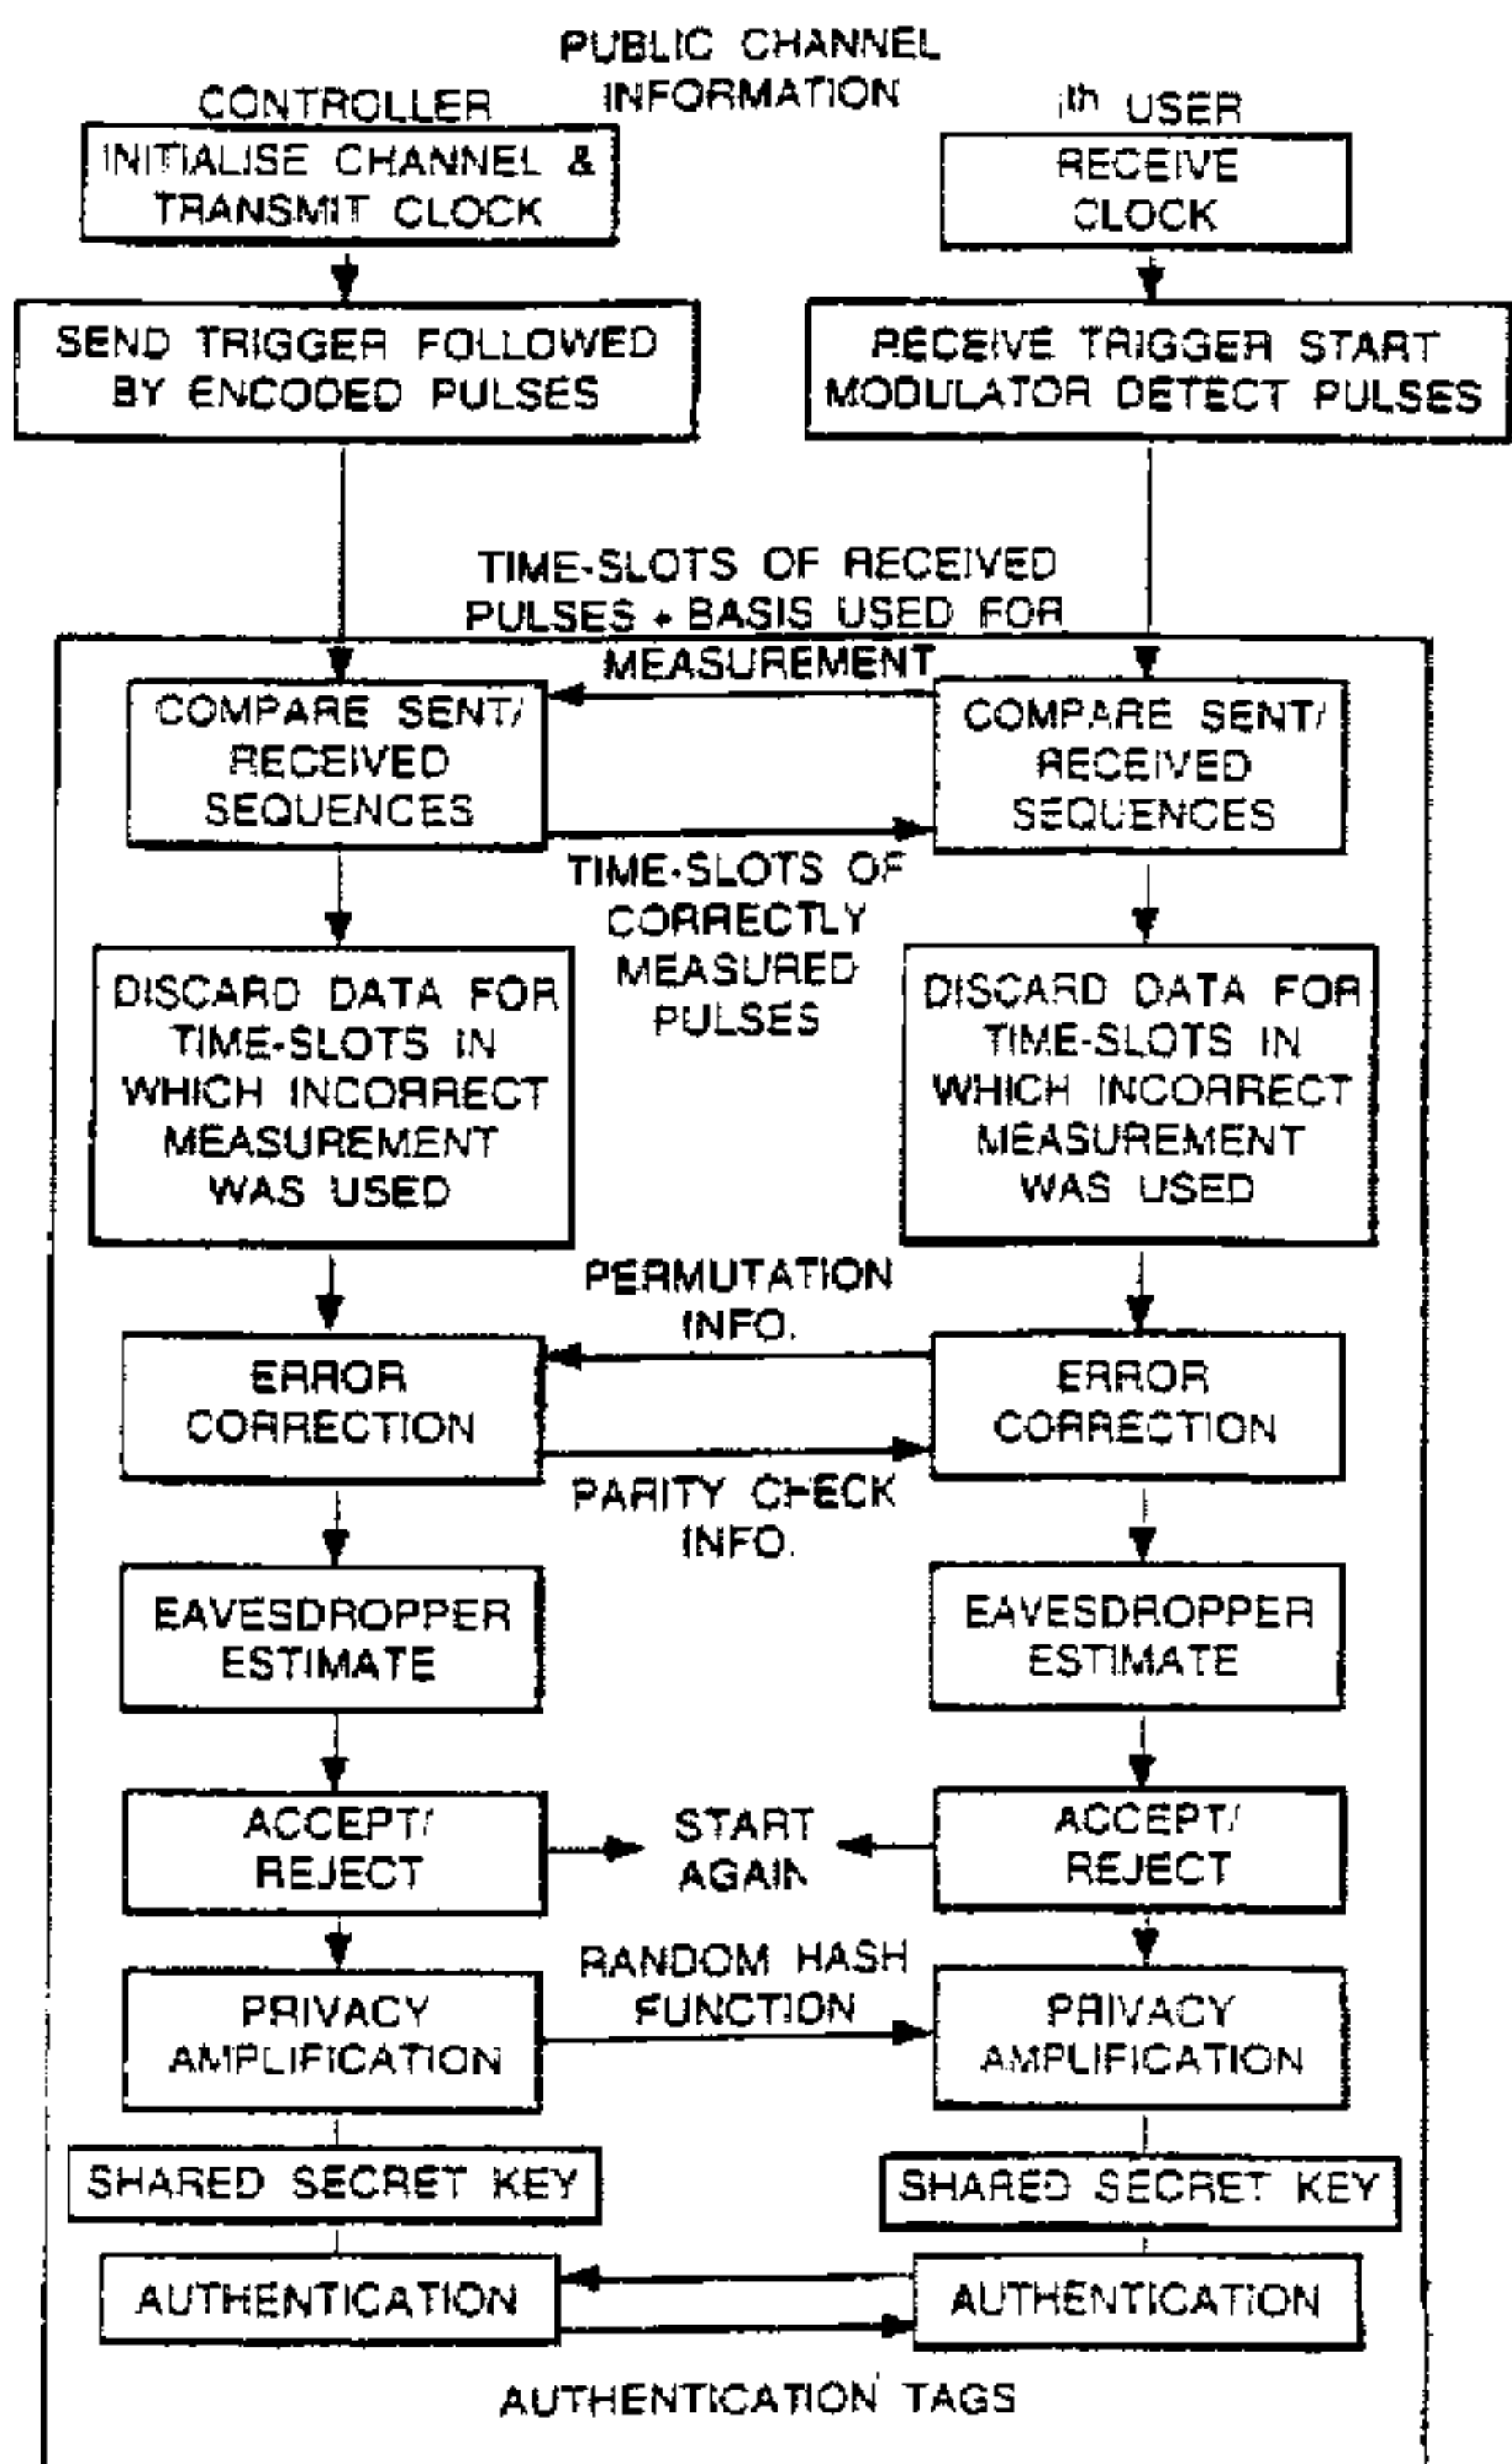 PUBLIC CHANNEL
INFORMATION
CONTROLLER
INITIALISE CHANNEL &
TRANSMIT CLOCK
ith USER
RECEIVE
CLOCK
SEND TRIGGER FOLLOWED
BY ENCODED PULSES
RECEIVE TRIGGER START
MODULATOR DETECT PULSES
TIME-SLOTS OF RECEIVED
PULSES + BASIS USED FOR
MEASUREMENT
COMPARE SENT/
RECEIVED
SEQUENCES
COMPARE SENT/
RECEIVED
SEQUENCES
TIME-SLOTS OF
CORRECTLY
MEASURED
PULSES
DISCARD DATA FOR
TIME-SLOTS IN
WHICH INCORRECT
MEASUREMENT
WAS USED
DISCARD DATA FOR
TIME-SLOTS IN
WHICH INCORRECT
MEASUREMENT
WAS USED
PERMUTATION
INFO.
ERROR
CORRECTION
ERROR
CORRECTION
PARITY CHECK
INFO.
EAVESDROPPER
ESTIMATE
EAVESDROPPER
ESTIMATE
ACCEPT/
REJECT
START
AGAIN
ACCEPT/
REJECT
RANDOM HASH
FUNCTION
PRIVACY
AMPLIFICATION
PRIVACY
AMPLIFICATION
SHARED SECRET KEY
SHARED SECRET KEY
AUTHENTICATION
AUTHENTICATION
AUTHENTICATION TAGS